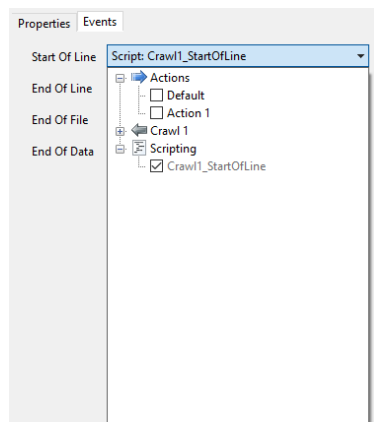 Properties Events
Start Of Line Script: Crawl1_StartOfLine
Actions
End Of Line
Default
Action 1
End Of File
Crawl 1
End Of Data
Scripting
Crawl1_StartOfLine